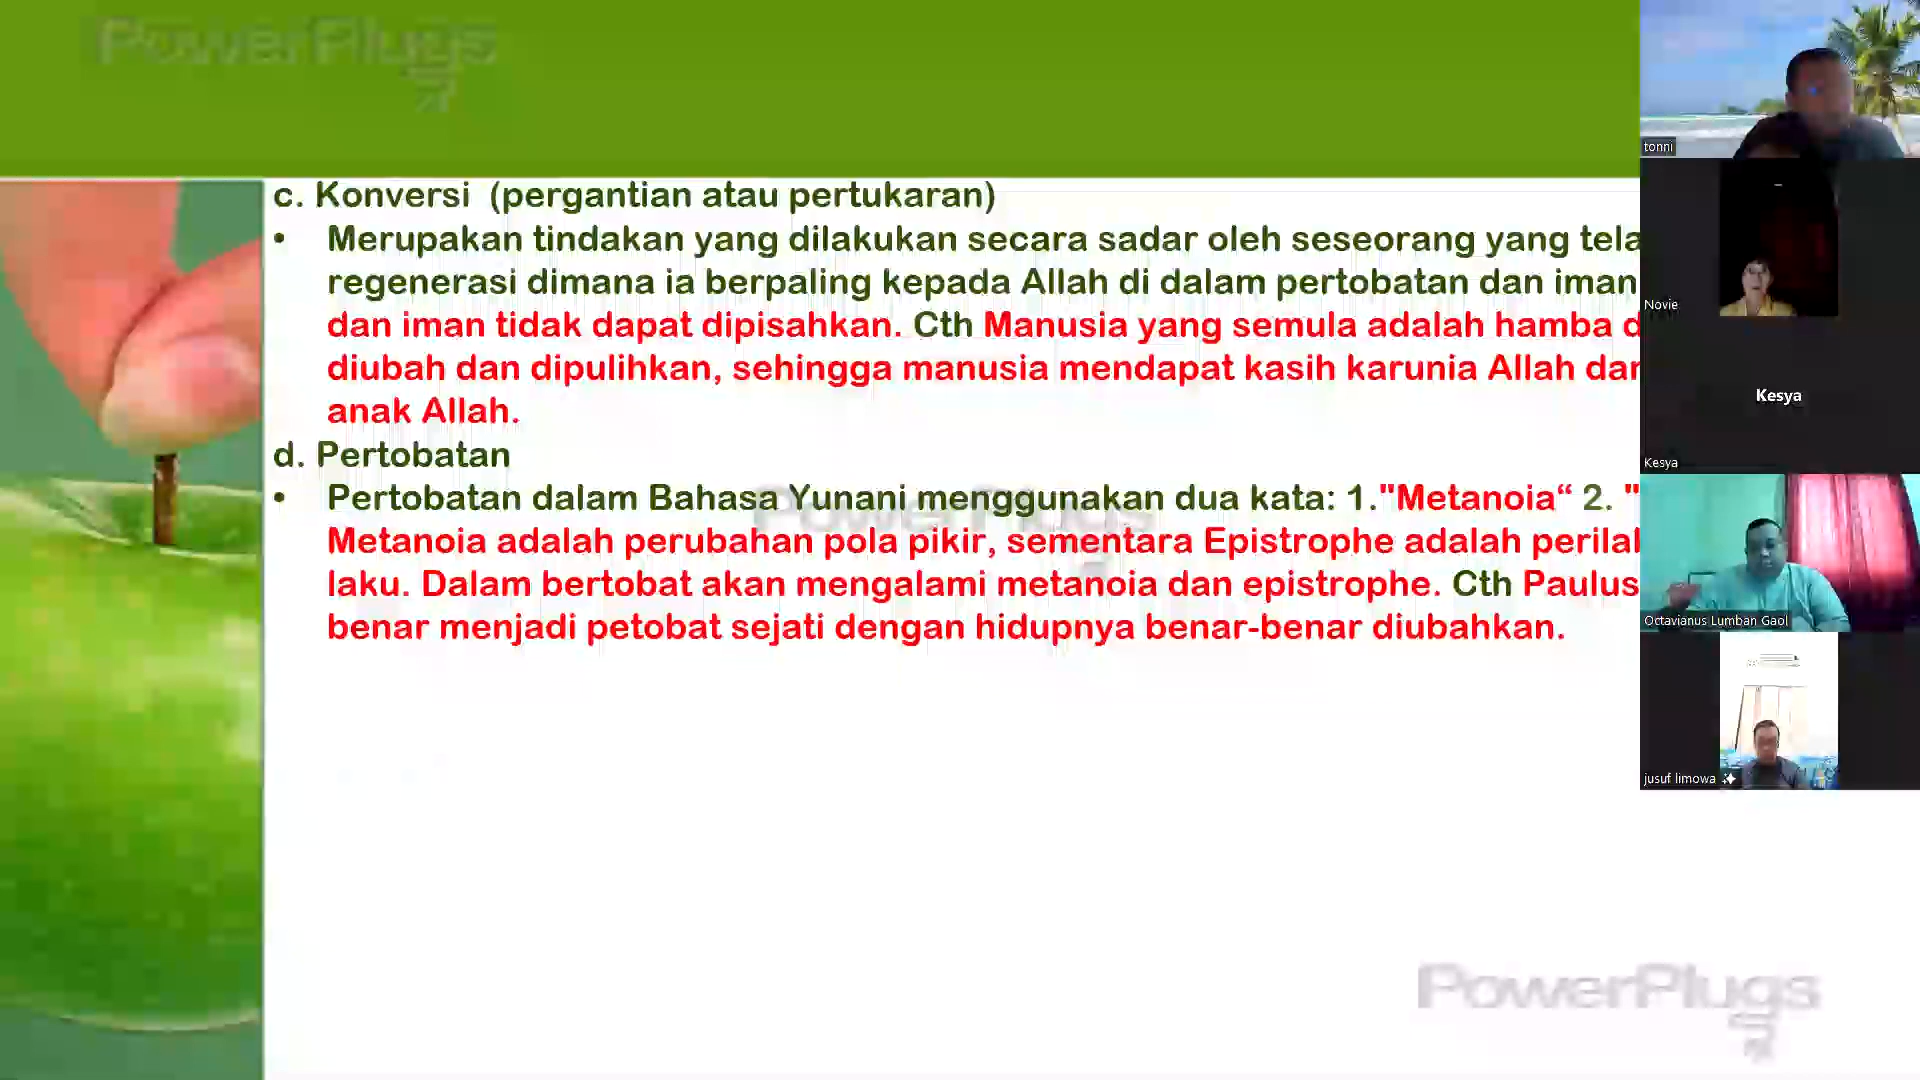 PowerPlugs
c. Konversi (pergantian atau pertukaran)
• Merupakan tindakan yang dilakukan secara sadar oleh seseorang yang
regenerasi dimana ia berpaling kepada Allah di dalam pertobatan dan iman
dan iman tidak dapat dipisahkan. Cth Manusia yang semula adalah hamba
diubah dan dipulihkan, sehingga manusia mendapat kasih karunia Allah
anak Allah.
d. Pertobatan
• Pertobatan dalam Bahasa Yunani menggunakan dua kata: 1."Metanoia“ 2. "
Metanoia adalah perubahan pola pikir, sementara Epistrophe adalah
laku. Dalam bertobat akan mengalami metanoia dan epistrophe. Cth Paulus
benar menjadi petobat sejati dengan hidupnya benar-benar diubahkan.
PowerPlugs
PowerPlugs
tonni
Novie
Kesya
Kesya
Octavianus Lumban Gaol
jusuf limowa